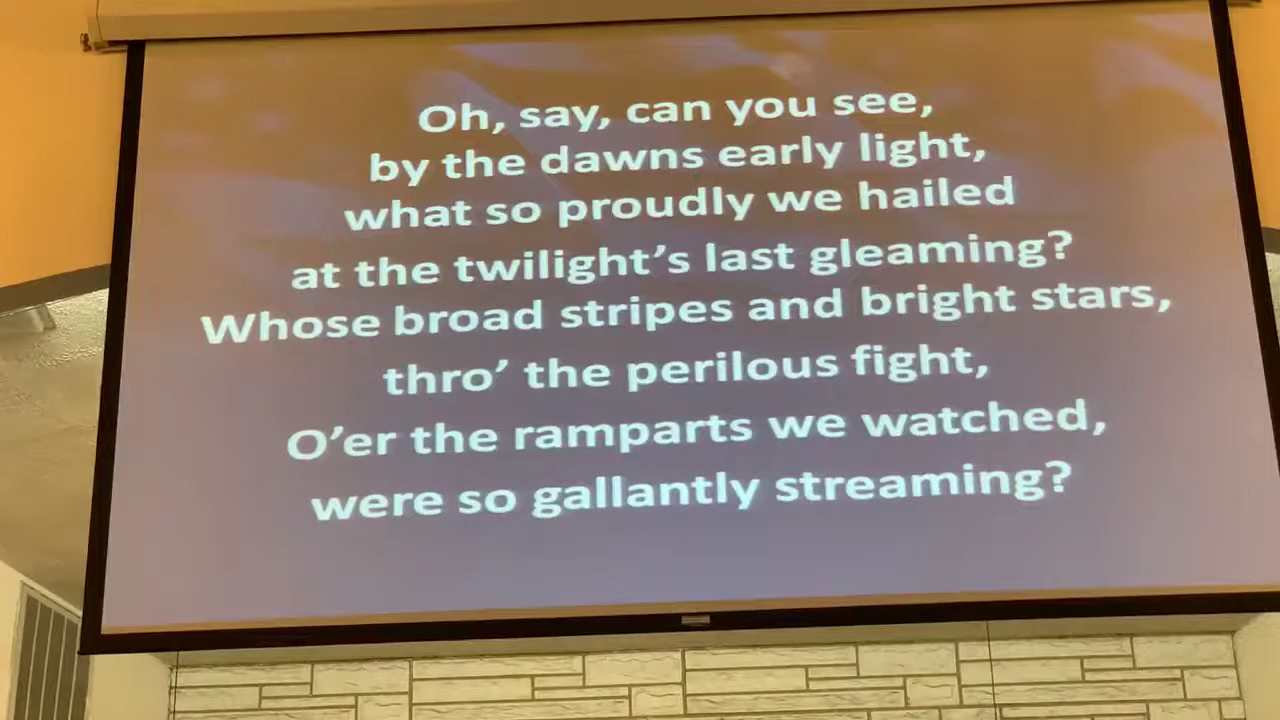 Oh, say, can you see,
by the dawns early light,
what so proudly we hailed
at the twilight’s last gleaming?
Whose broad stripes and bright stars,
thro’ the perilous fight,
O’er the ramparts we watched,
were so gallantly streaming?